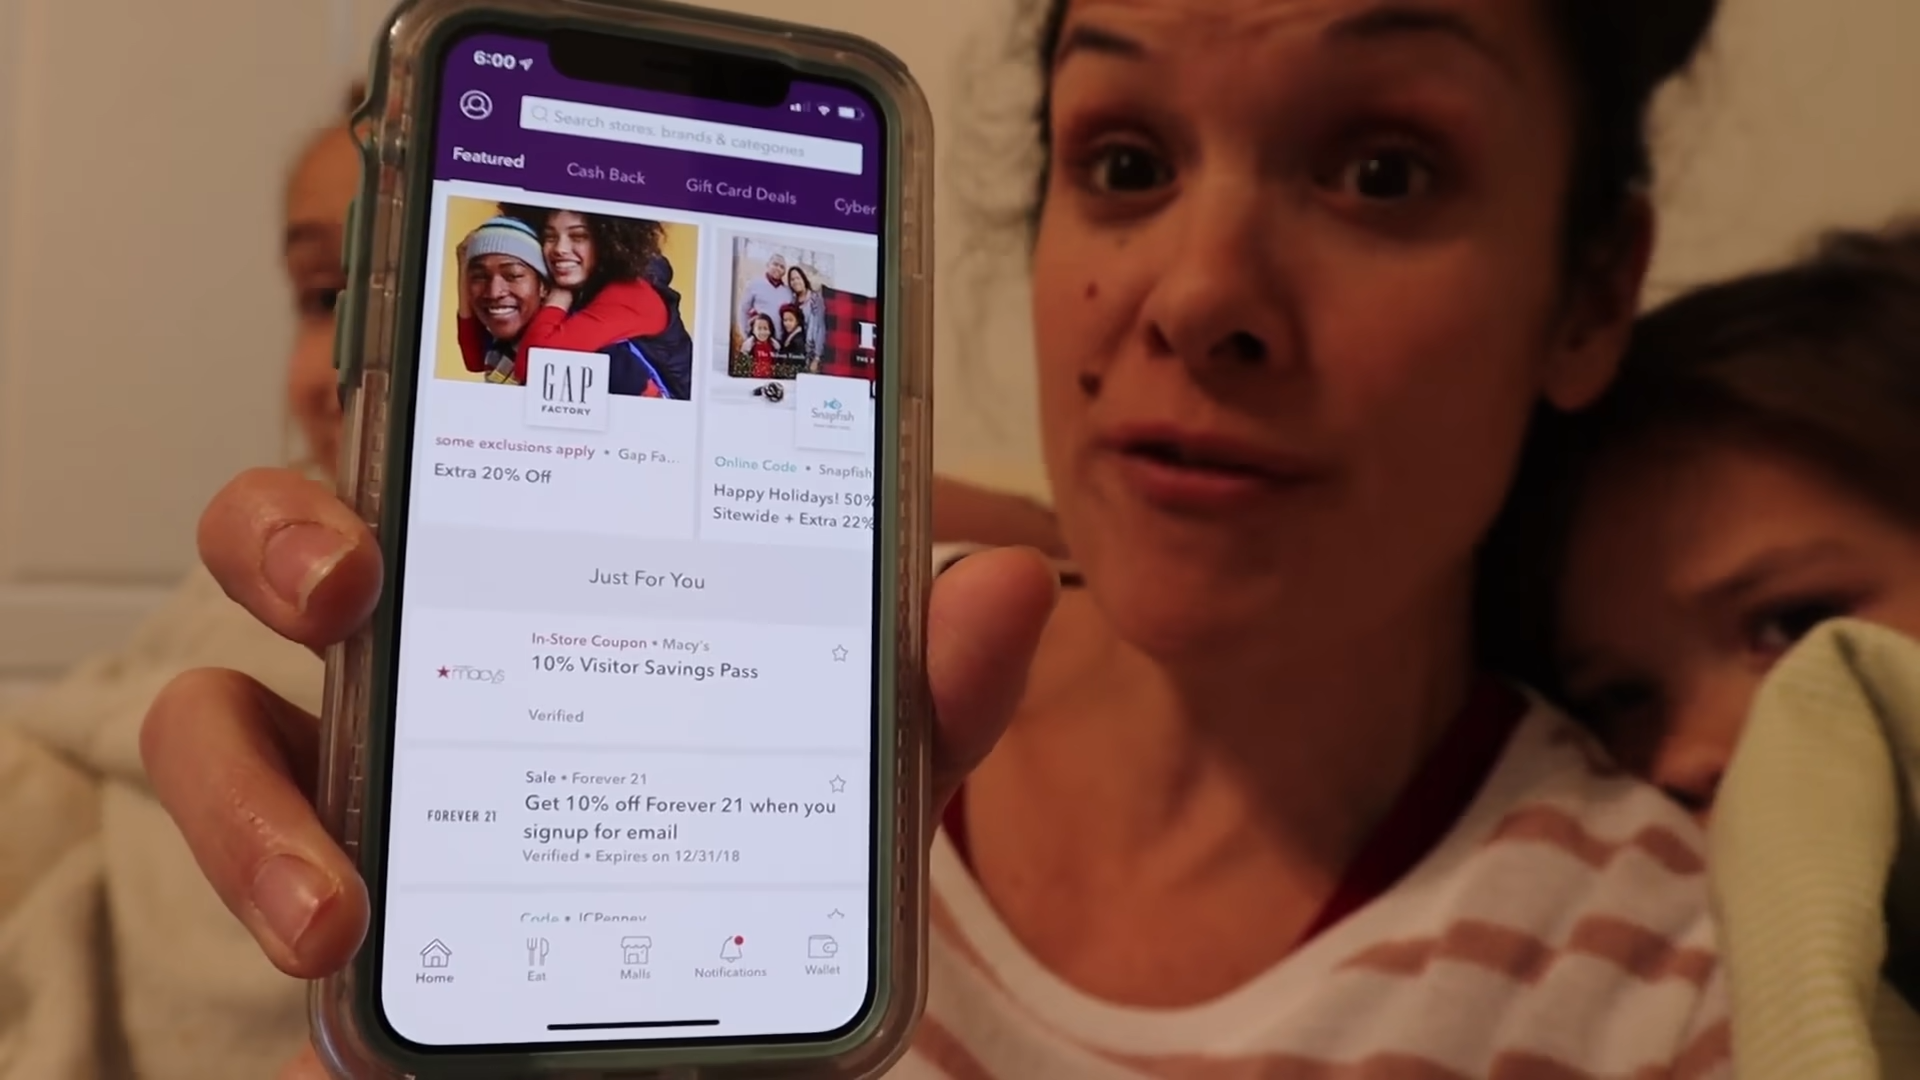 6:00
Search stores, brands & categories
Featured
Cash Back
Gift Card Deals
Cyber
GAP
FACTORY
some exclusions apply • Gap Fa...
Extra 20% Off
Snapfish
Online Code • Snapfish
Happy Holidays! 50%
Sitewide + Extra 22%
Just For You
In-Store Coupon • Macy's
★macys
10% Visitor Savings Pass
Verified
Sale • Forever 21
FOREVER 21
Get 10% off Forever 21 when you
signup for email
Verified • Expires on 12/31/18
Code • JCPenney
Home
Eat
Malls
Notifications
Wallet